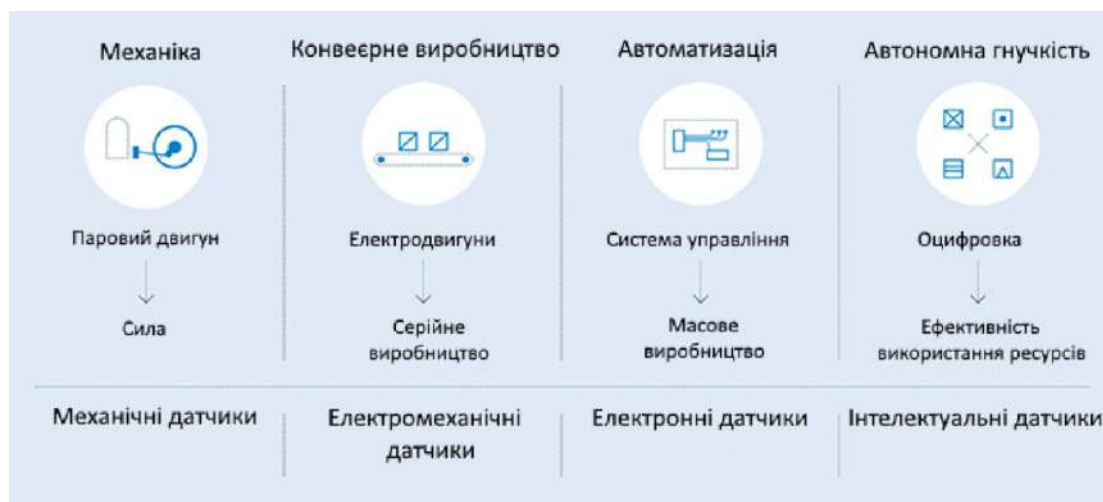 Механіка
Конвеєрне виробництво
Автоматизація
Автономна гнучкість
Паровий двигун
Електродвигуни
Система управління
Оцифровка
Сила
Серійне
виробництво
Масове
виробництво
Ефективність
використання ресурсів
Механічні датчики
Електромеханічні
датчики
Електронні датчики
Інтелектуальні датчики